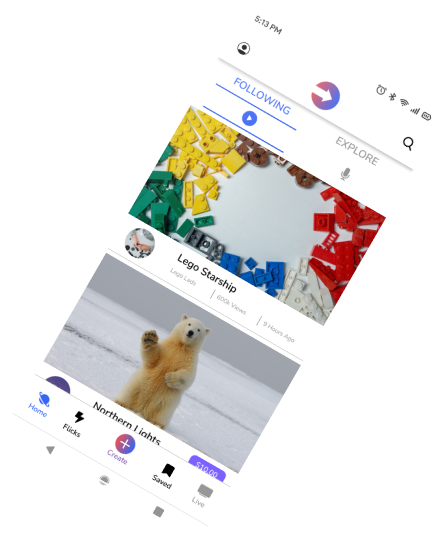 5:13 PM
FOLLOWING
EXPLORE
Lego Starship
Lego Lads
600k Views
9 Hours Ago
Northern Lights
$10.00
Home
Flicks
Create
Saved
Live